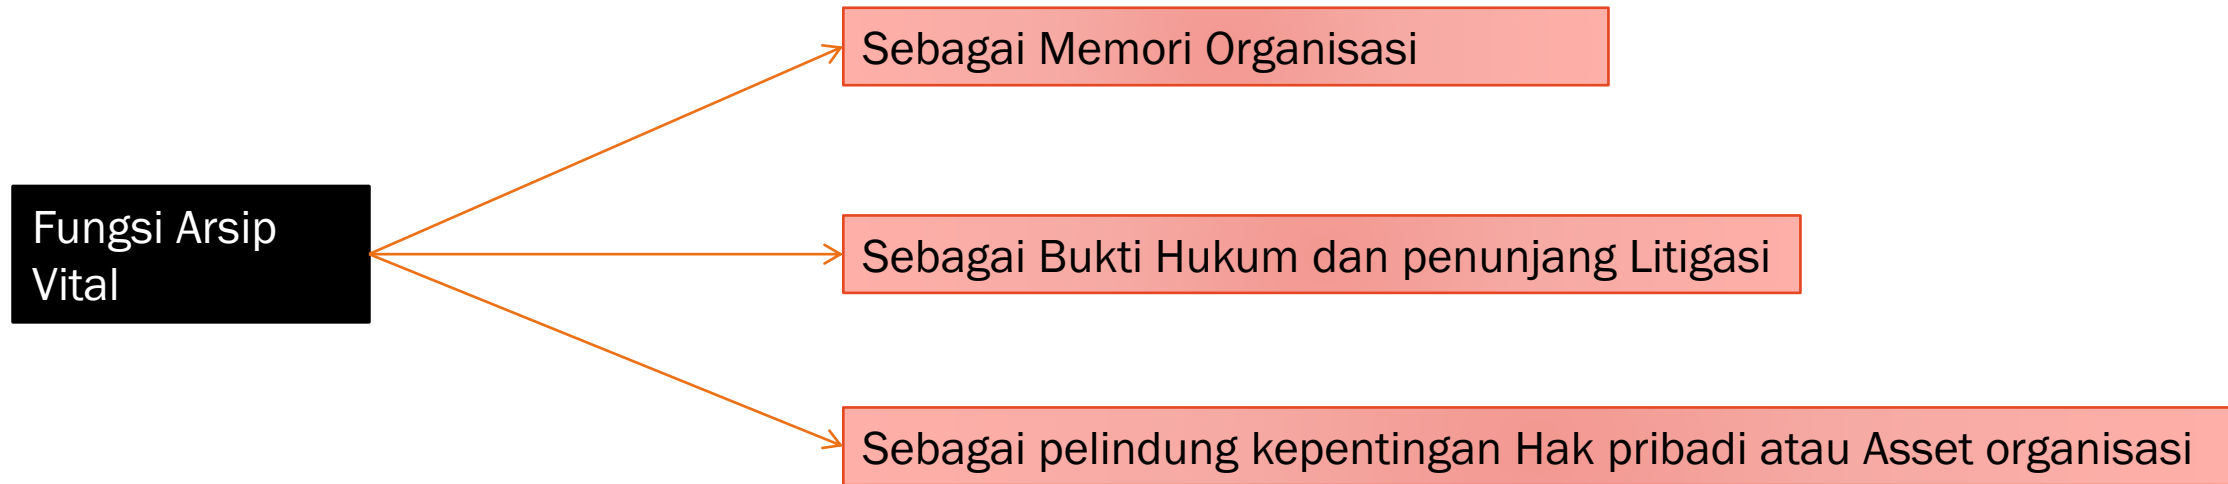 Sebagai Memori Organisasi
Fungsi Arsip
Vital
Sebagai Bukti Hukum dan penunjang Litigasi
Sebagai pelindung kepentingan Hak pribadi atau Asset organisasi